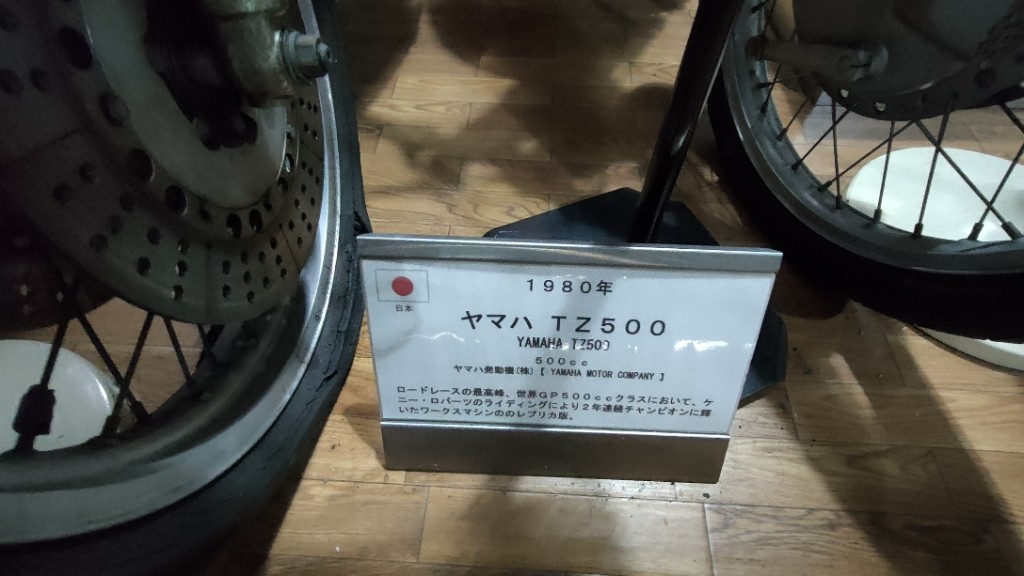 日本
1980年
ヤマハ TZ500
YAMAHA TZ500
500cc
ヤマハ発動機(株)[ YAMAHA MOTOR COMPANY ]
ロードレースの最高峰、世界GP500ccクラスにおいて、ケ
ニー・ロバーツのライディングにより2年連続チャンピオンに輝
いたワークスマシンののレプリカ版。